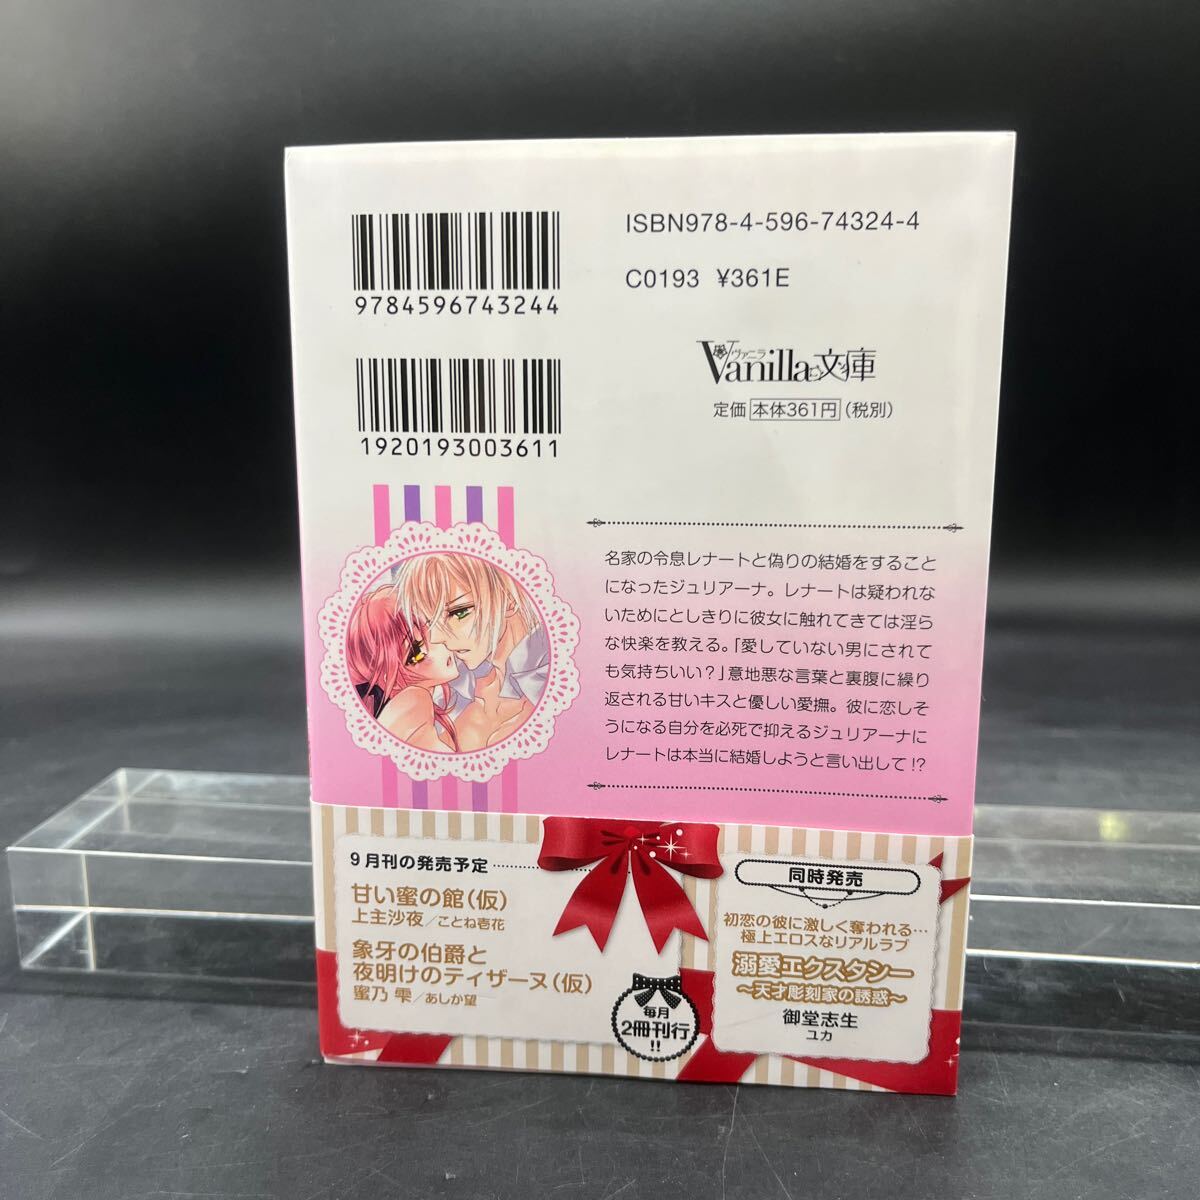 ISBN978-4-596-74324-4
C0193 ¥361E
9784596743244
1920193003611
ヴァニラ
Vanilla文庫
定価 本体361円 (税別)
名家の令息レナートと偽りの結婚をすること
になったジュリアーナ。レナートは疑われな
いためにとしきりに彼女に触れてきては淫ら
な快楽を教える。「愛していない男にされて
も気持ちいい?」意地悪な言葉と裏腹に繰り
返される甘いキスと優しい愛撫。彼に恋しそ
うになる自分を必死で抑えるジュリアーナに
レナートは本当に結婚しようと言い出して!?
9月刊の発売予定
甘い蜜の館(仮)
上主沙夜/ことね壱花
象牙の伯爵と
夜明けのティザーヌ(仮)
蜜乃 雫/あしか望
毎月
2冊刊行
!!
同時発売
初恋の彼に激しく奪われる…
極上エロスなリアルラブ
溺愛エクスタシー
～天才彫刻家の誘惑～
御堂志生
ユカ